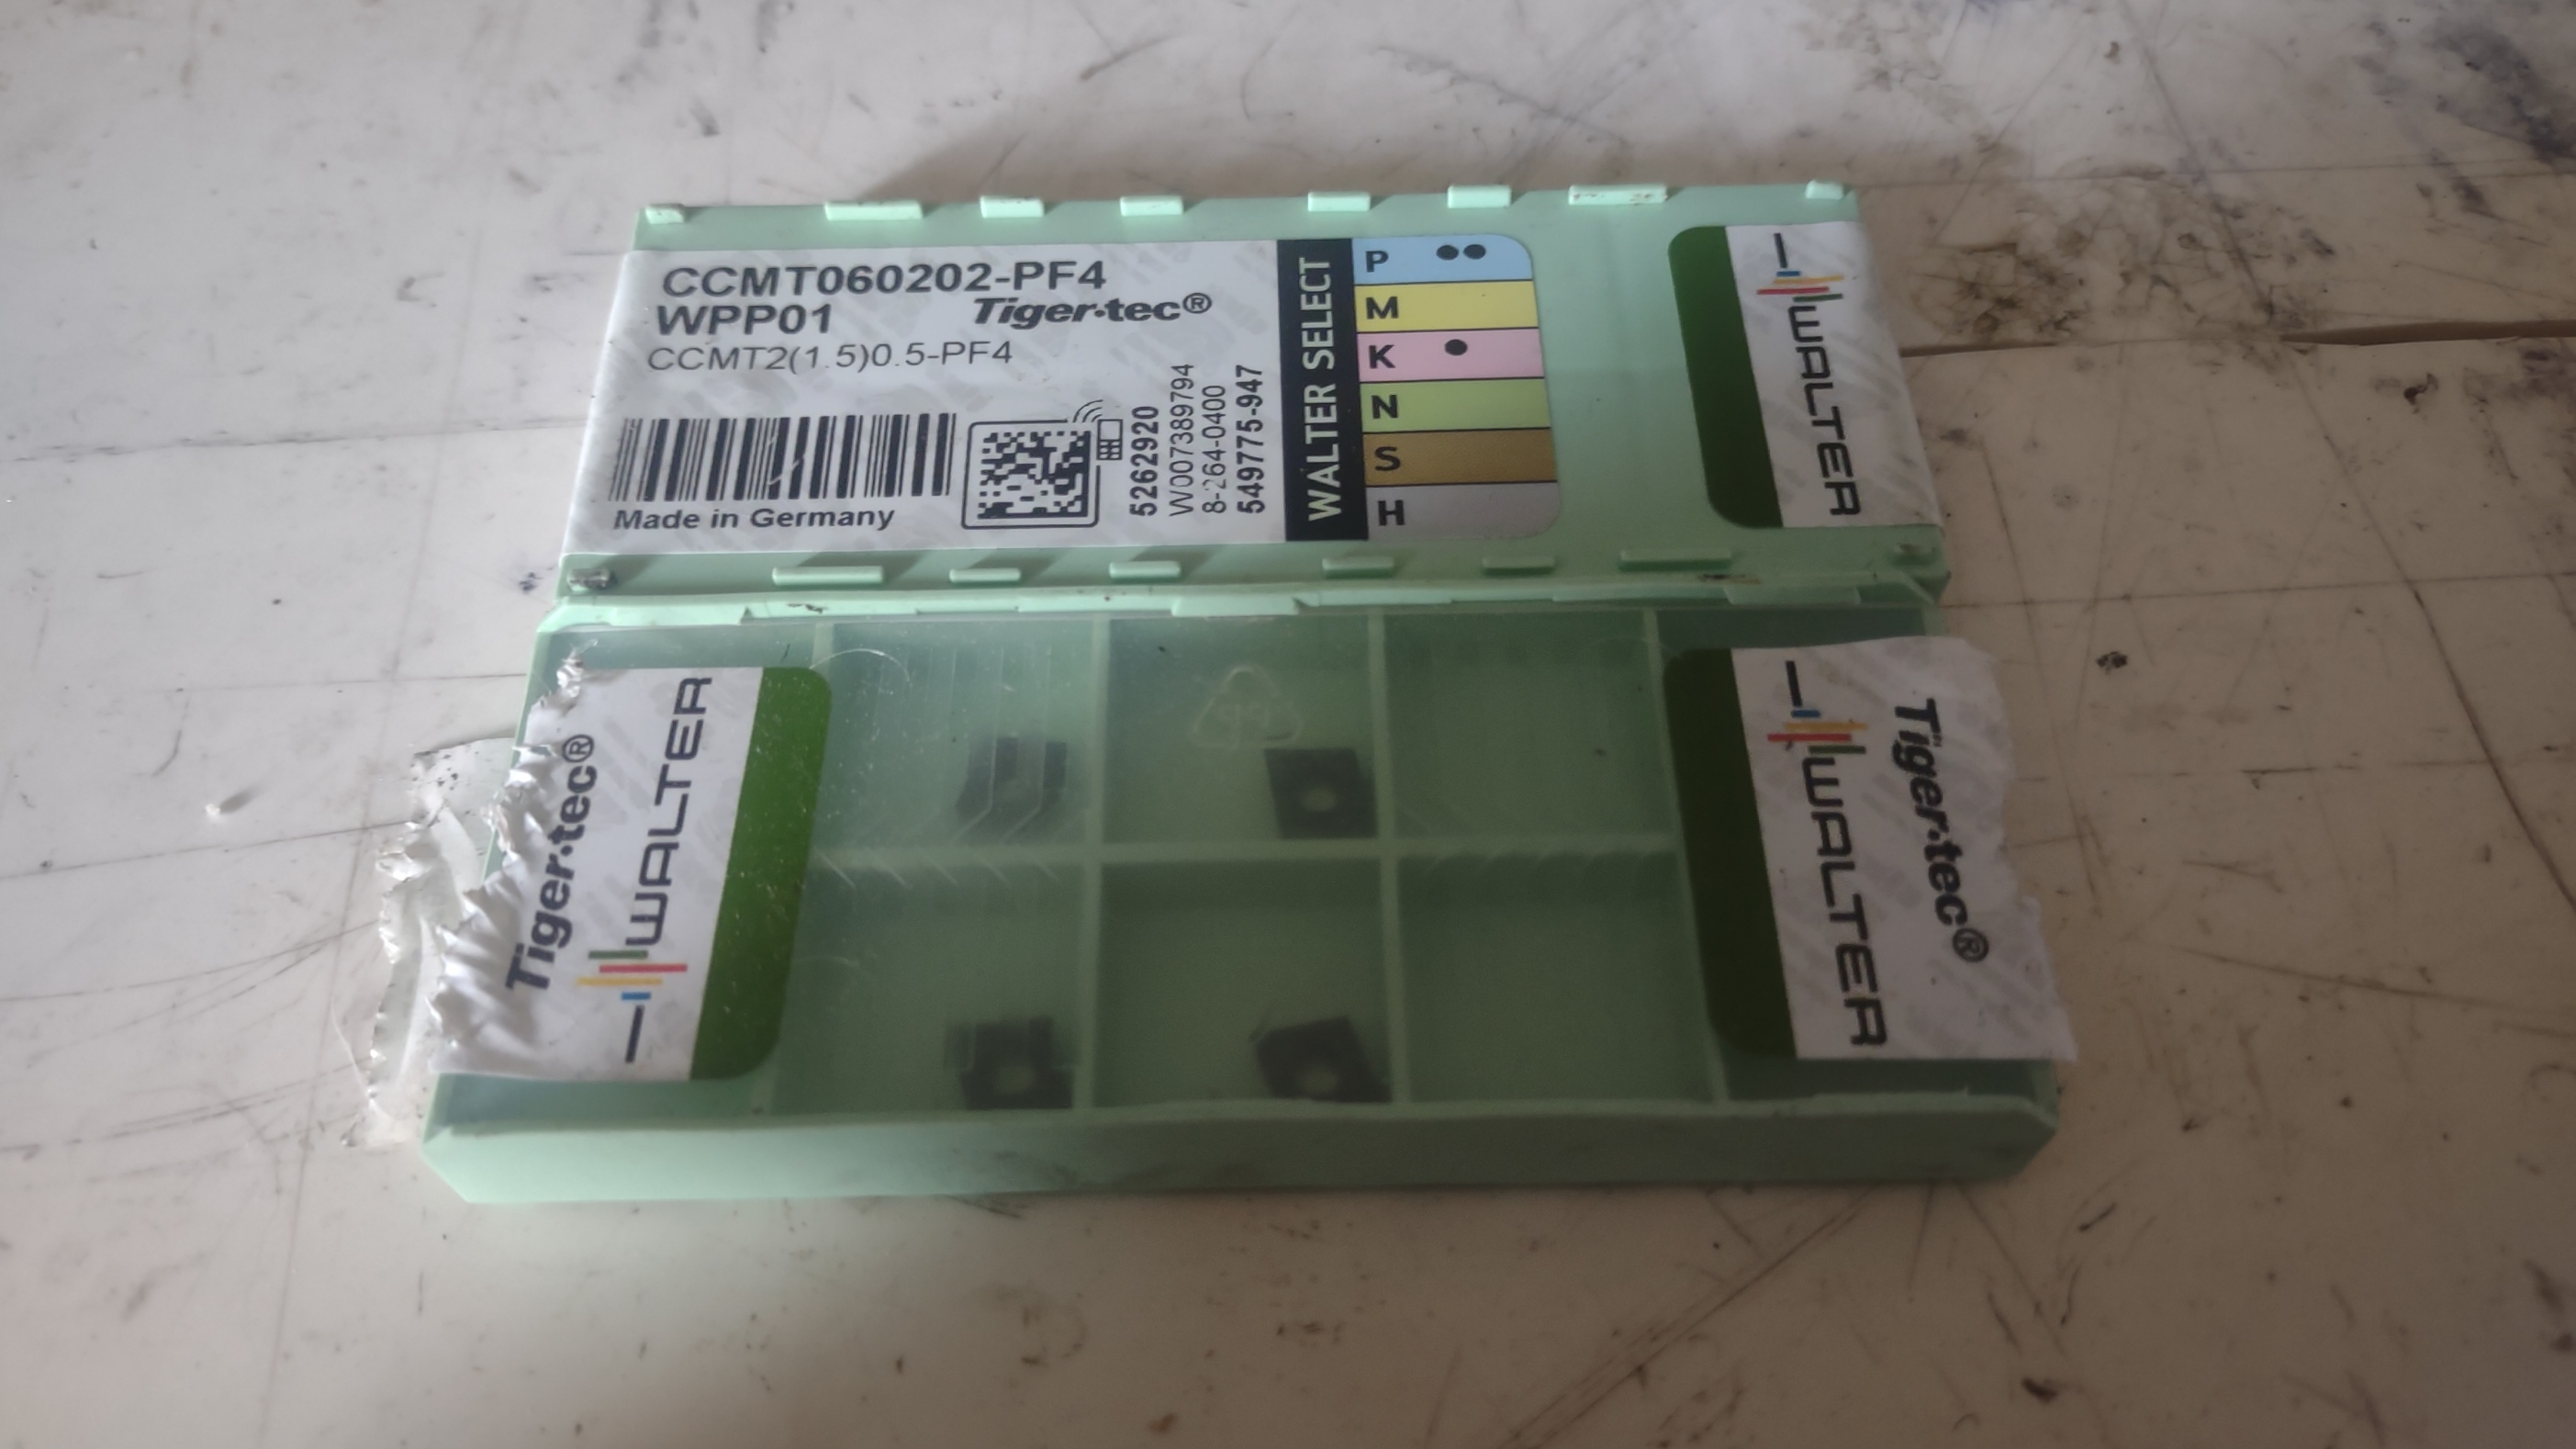 CCMT060202-PF4
WPP01 Tiger·tec®
CCMT2(1.5)0.5-PF4
Made in Germany
5262920
W007389794
8-264-0400
549775-947
WALTER SELECT
P
M
K
N
S
H
WALTER
Tiger·tec®
WALTER
WALTER
Tiger·tec®